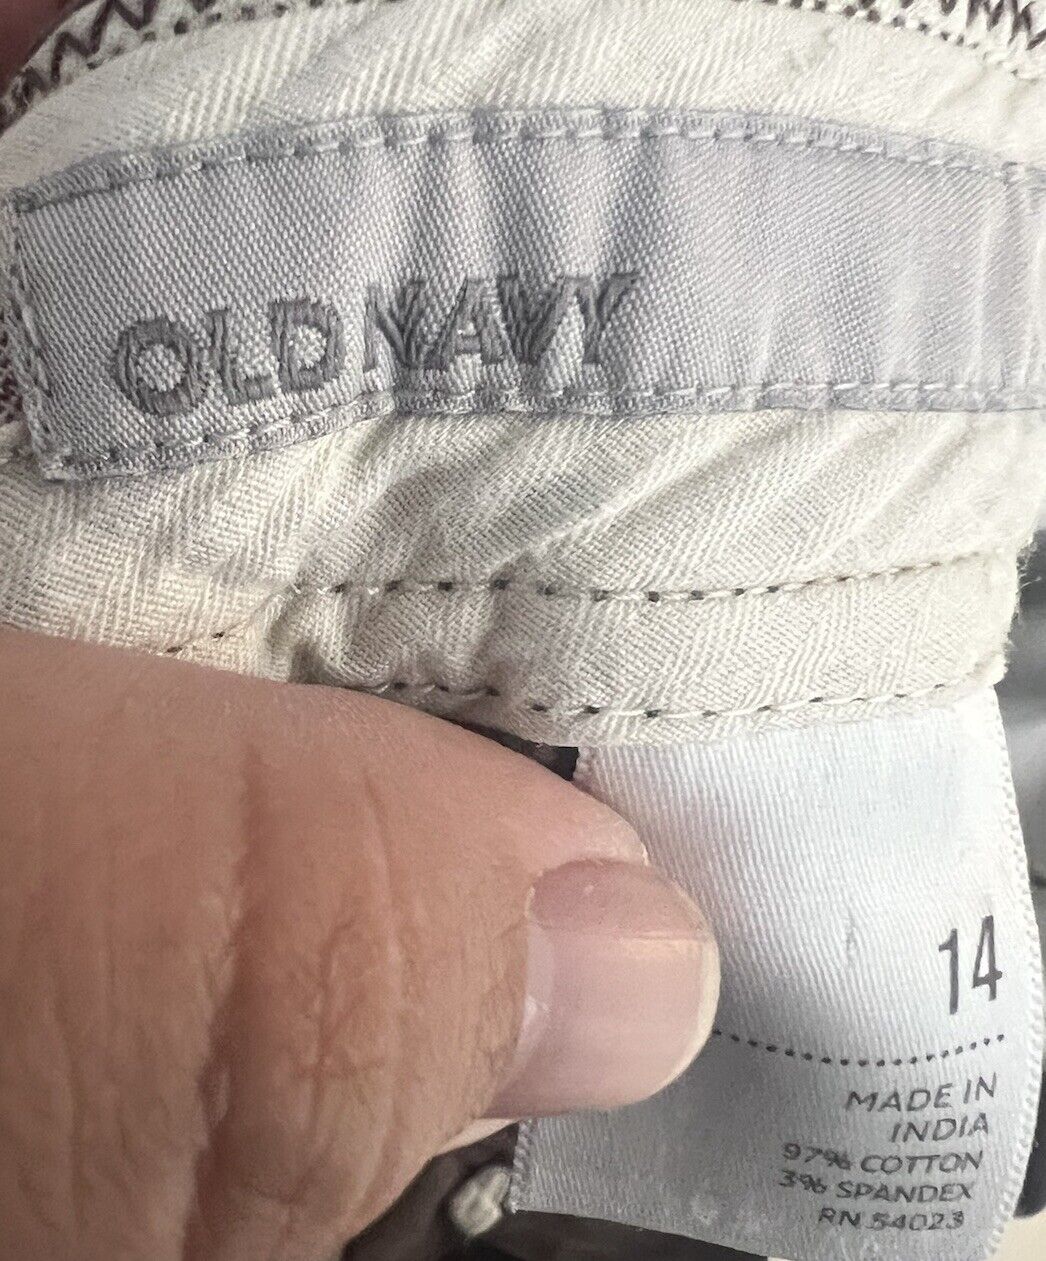 OLD NAVY
14
MADE IN
INDIA
97% COTTON
3% SPANDEX
RN 54023